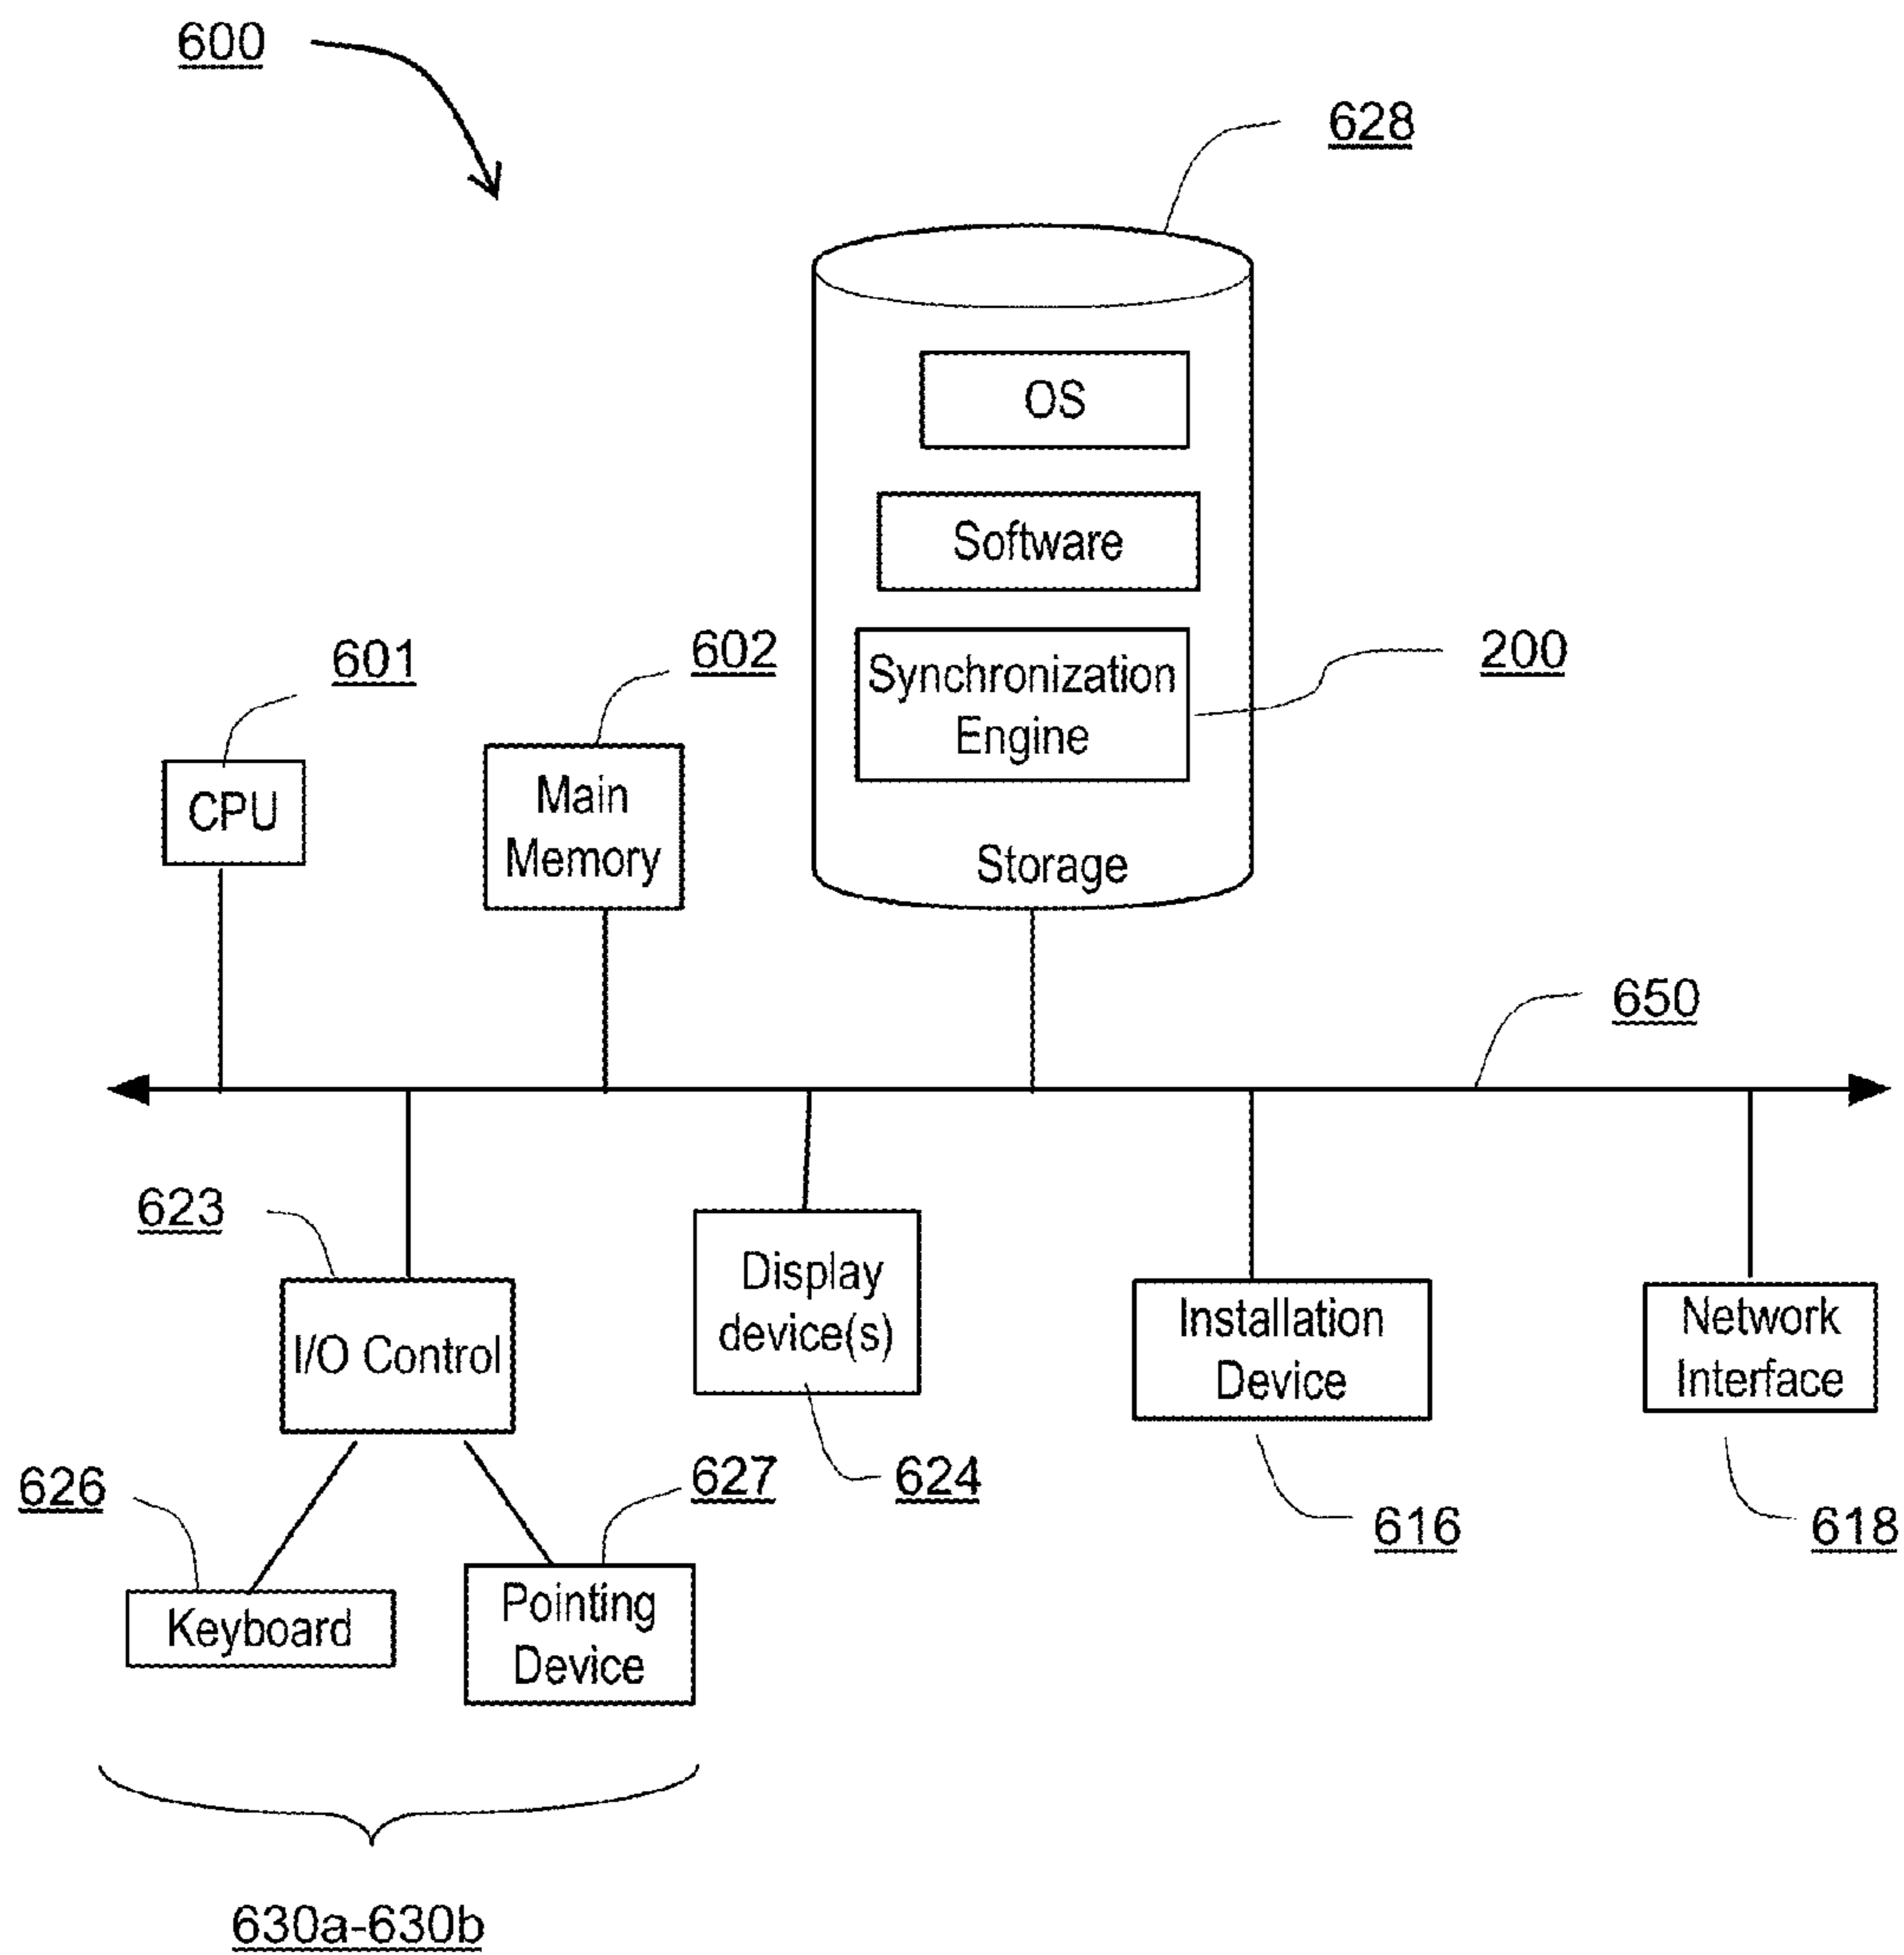 600
628
OS
Software
Synchronization
Engine
200
Storage
601
CPU
602
Main
Memory
650
623
I/O Control
Display
device(s)
624
Installation
Device
616
Network
Interface
618
626
Keyboard
627
Pointing
Device
630a-630b